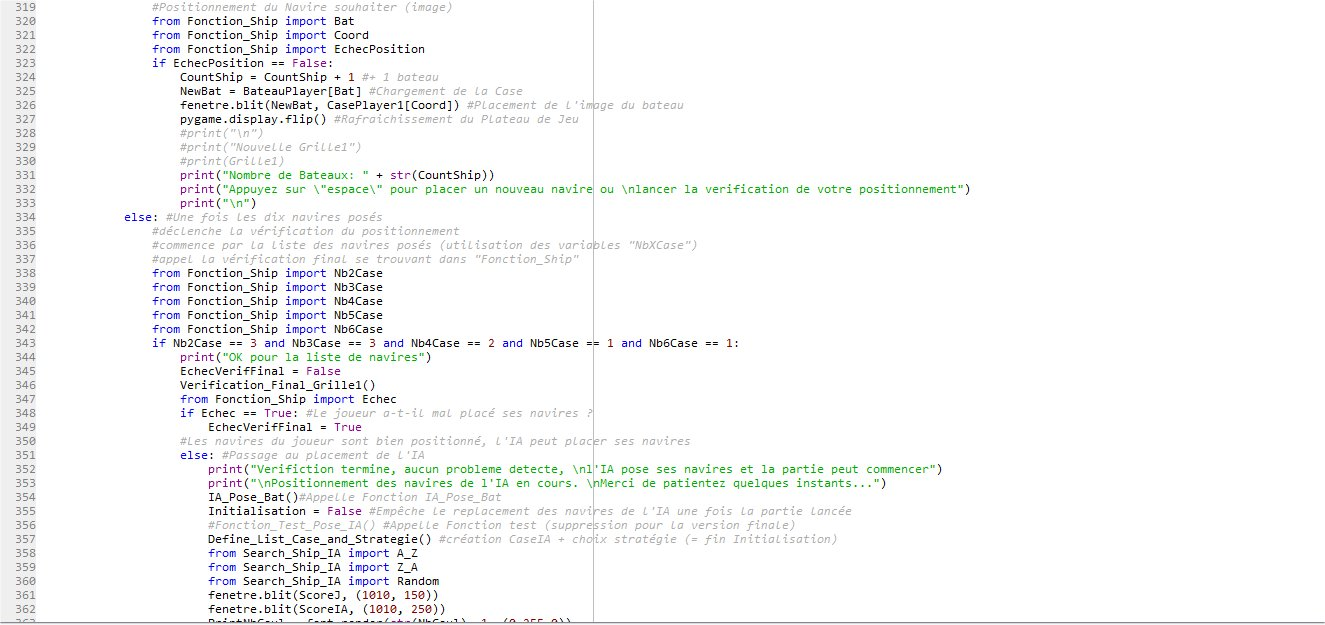 319 #Positionnement du Navire souhaiter (image)
320 from Fonction_Ship import Bat
321 from Fonction_Ship import Coord
322 from Fonction_Ship import EchecPosition
323 if EchecPosition == False:
324 CountShip = CountShip + 1 #+ 1 bateau
325 NewBat = BateauPlayer[Bat] #Chargement de la Case
326 fenetre.blit(NewBat, CasePlayer1[Coord]) #Placement de l'image du bateau
327 pygame.display.flip() #Rafraichissement du Plateau de Jeu
328 #print("\n")
329 #print("Nouvelle Grille1")
330 #print(Grille1)
331 print("Nombre de Bateaux: " + str(CountShip))
332 print("Appuyez sur \"espace\" pour placer un nouveau navire ou \nlancer la verification de votre positionnement")
333 print("\n")
334 else: #Une fois les dix navires posés
335 #déclenche la vérification du positionnement
336 #commence par la liste des navires posés (utilisation des variables "NbXCase")
337 #appel la vérification final se trouvant dans "Fonction_Ship"
338 from Fonction_Ship import Nb2Case
339 from Fonction_Ship import Nb3Case
340 from Fonction_Ship import Nb4Case
341 from Fonction_Ship import Nb5Case
342 from Fonction_Ship import Nb6Case
343 if Nb2Case == 3 and Nb3Case == 3 and Nb4Case == 2 and Nb5Case == 1 and Nb6Case == 1:
344 print("OK pour la liste de navires")
345 EchecVerifFinal = False
346 Verification_Final_Grille1()
347 from Fonction_Ship import Echec
348 if Echec == True: #Le joueur a-t-il mal placé ses navires ?
349 EchecVerifFinal = True
350 #Les navires du joueur sont bien positionné, l'IA peut placer ses navires
351 else: #Passage au placement de l'IA
352 print("Verifiction termine, aucun probleme detecte, \nl'IA pose ses navires et la partie peut commencer")
353 print("\nPositionnement des navires de l'IA en cours. \nMerci de patientez quelques instants...")
354 IA_Pose_Bat()#Appelle Fonction IA_Pose_Bat
355 Initialisation = False #Empêche le replacement des navires de l'IA une fois la partie lancée
356 #Fonction_Test_Pose_IA() #Appelle Fonction test (suppression pour la version finale)
357 Define_List_Case_and_Strategie() #création CaseIA + choix stratégie (= fin Initialisation)
358 from Search_Ship_IA import A_Z
359 from Search_Ship_IA import Z_A
360 from Search_Ship_IA import Random
361 fenetre.blit(ScoreJ, (1010, 150))
362 fenetre.blit(ScoreIA, (1010, 250))